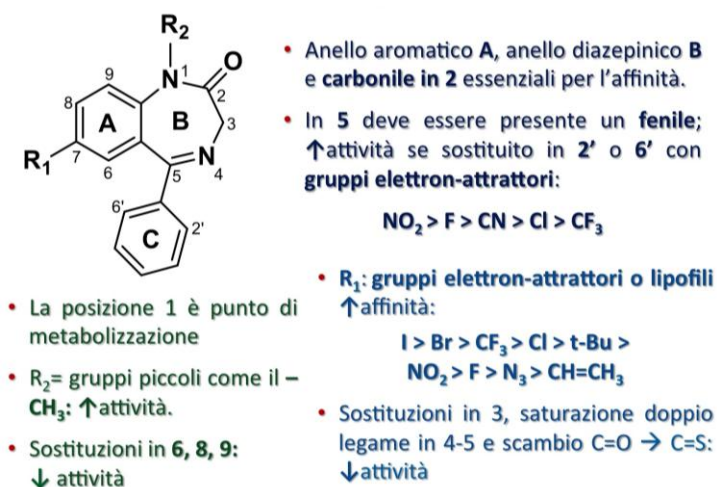 R2
N 1
O
9
2
8
A
B
3
R1
7
6
5
N 4
6'
2'
C
• Anello aromatico A, anello diazepinico B
e carbonile in 2 essenziali per l'affinità.
• In 5 deve essere presente un fenile;
↑attività se sostituito in 2' o 6' con
gruppi elettron-attrattori:
NO2 > F > CN > Cl > CF3
• R1: gruppi elettron-attrattori o lipofili
↑affinità:
I > Br > CF3 > Cl > t-Bu >
NO2 > F > N3 > CH=CH3
• Sostituzioni in 3, saturazione doppio
legame in 4-5 e scambio C=O → C=S:
↓attività
• La posizione 1 è punto di
metabolizzazione
• R2= gruppi piccoli come il –
CH3: ↑attività.
• Sostituzioni in 6, 8, 9:
↓ attività